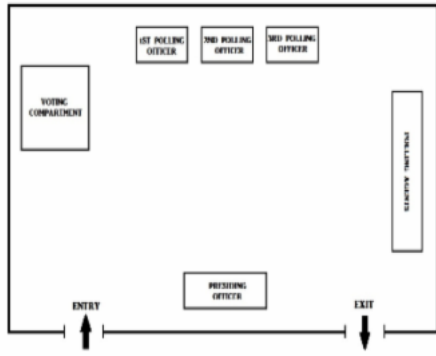 1ST POLLING
OFFICER
2ND POLLING
OFFICER
3RD POLLING
OFFICER
VOTING
COMPARTMENT
POLLING AGENTS
PRESIDING
OFFICER
ENTRY
EXIT